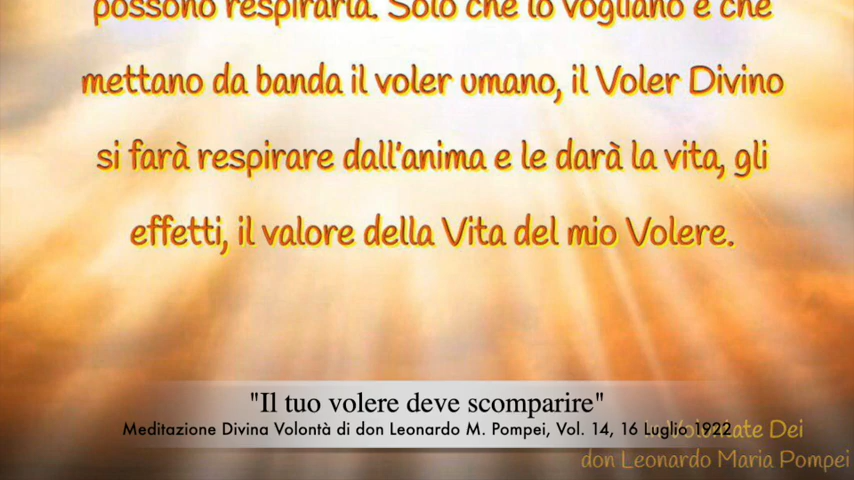 possono respirarla. Solo che lo vogliano e che
mettano da banda il voler umano, il Voler Divino
si farà respirare dall'anima e le darà la vita, gli
effetti, il valore della Vita del mio Volere.
"Il tuo volere deve scomparire"
Meditazione Divina Volontà di don Leonardo M. Pompei, Vol. 14, 16 Luglio 1922
Dei
don Leonardo Maria Pompei